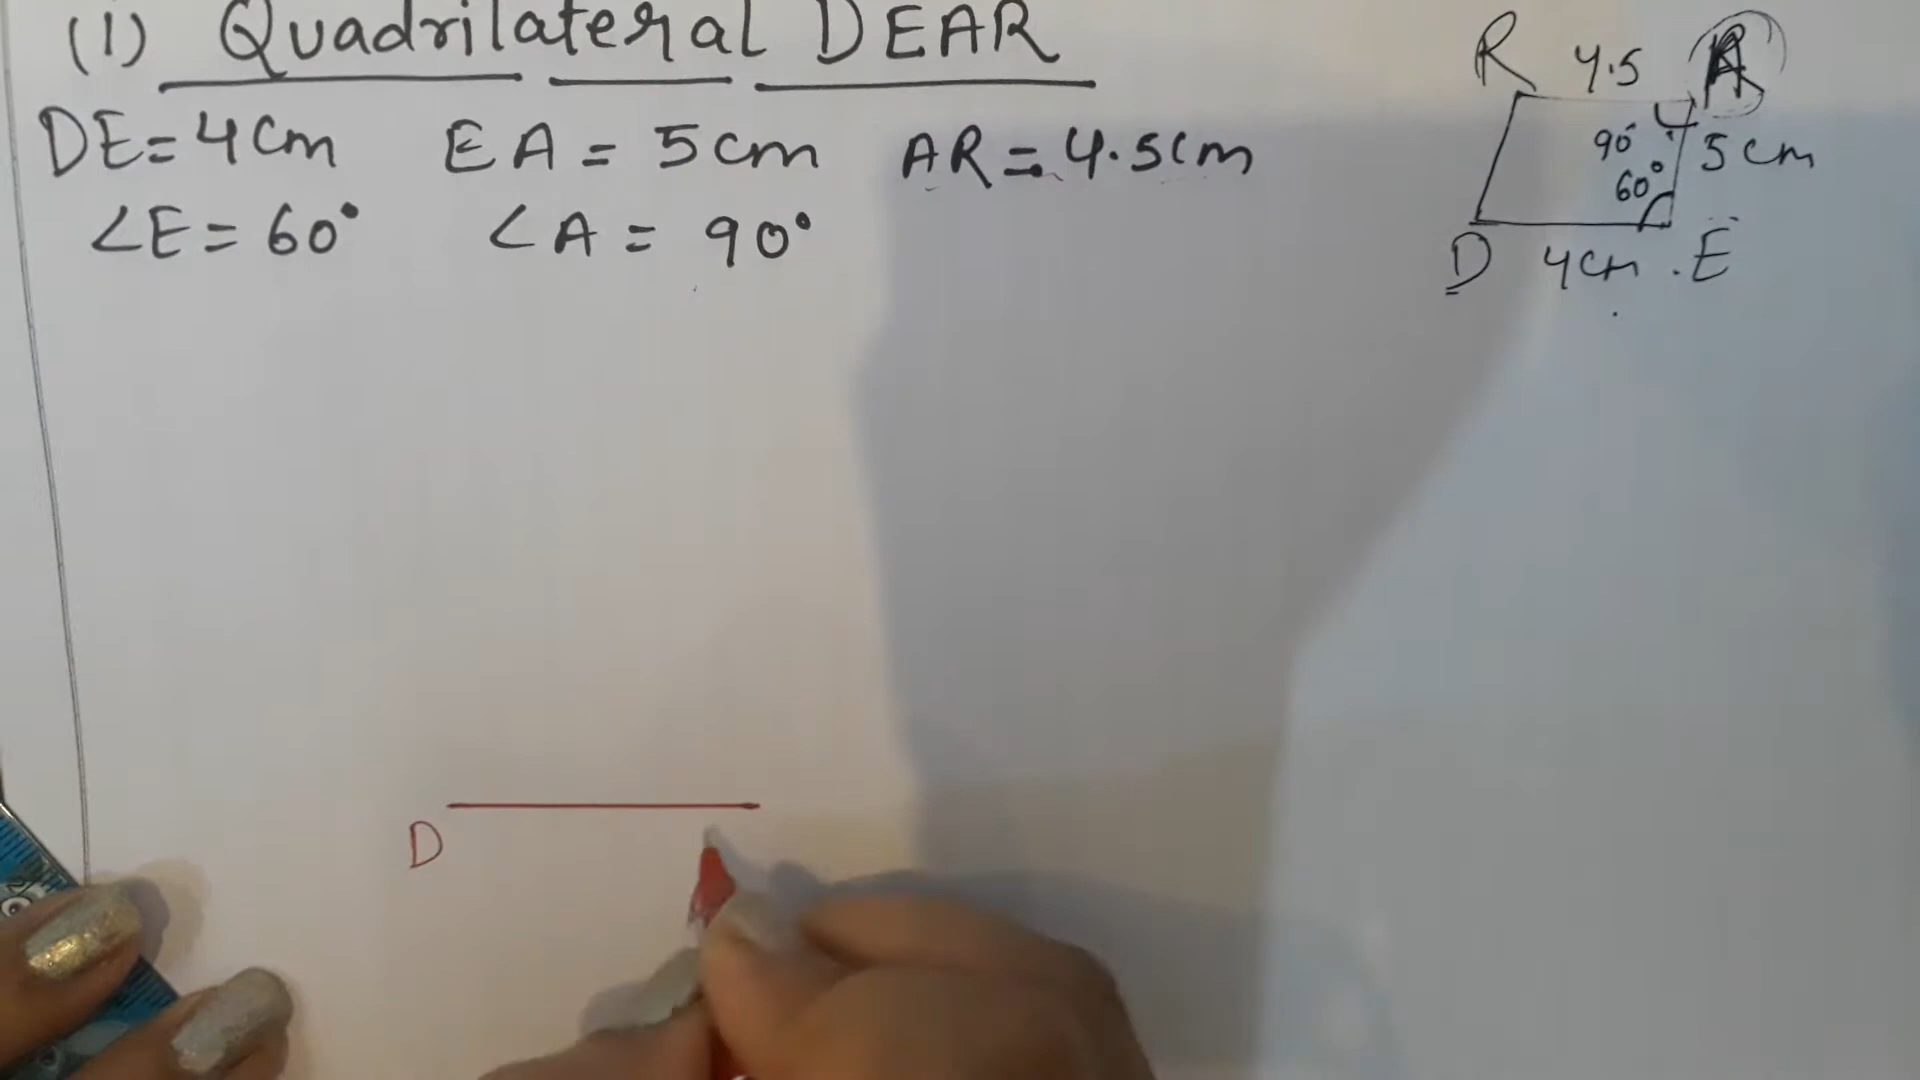 (1) Quadrilateral DEAR
DE = 4cm EA = 5cm AR = 4.5cm
∠E = 60° ∠A = 90°
R 4.5 A
90° 5cm
60°
D 4cm . E
D